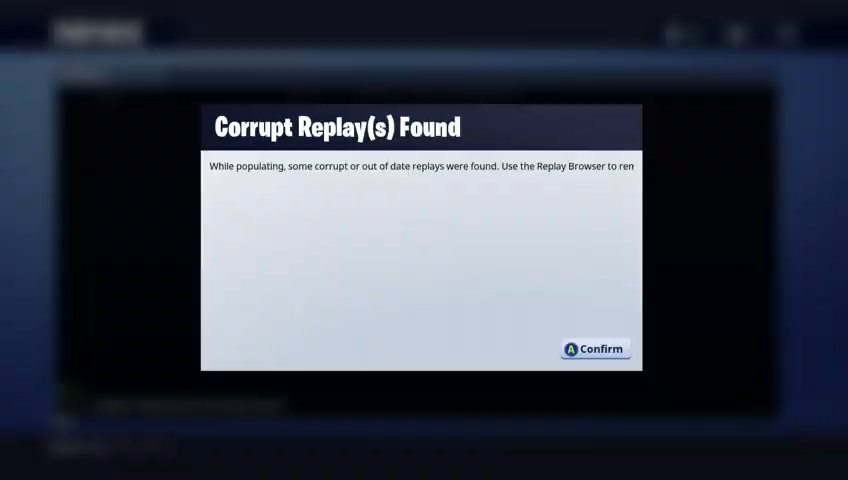 Corrupt Replay(s) Found
While populating, some corrupt or out of date replays were found. Use the Replay Browser to ren
A Confirm